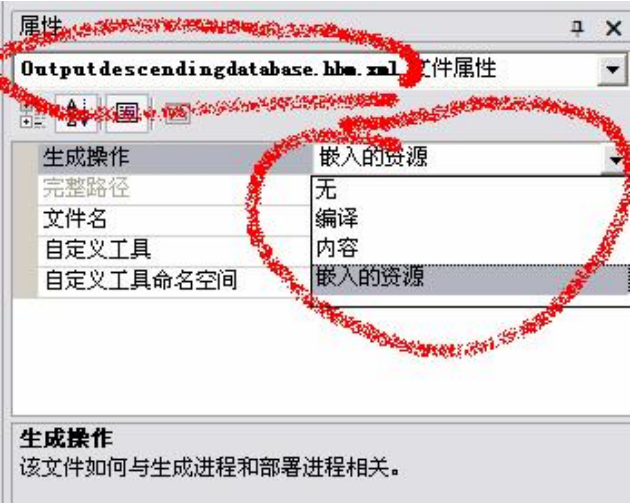 属性
Outputdescendingdatabase.hbm.xml 文件属性
生成操作 嵌入的资源
完整路径 无
文件名 编译
自定义工具 内容
自定义工具命名空间 嵌入的资源
生成操作
该文件如何与生成进程和部署进程相关。